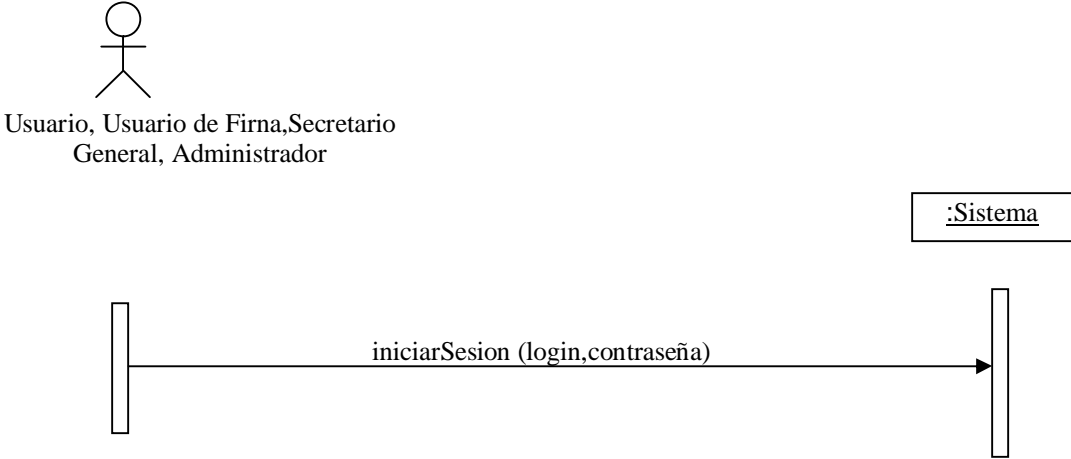 Usuario, Usuario de Firna,Secretario
General, Administrador
:Sistema
iniciarSesion (login,contraseña)